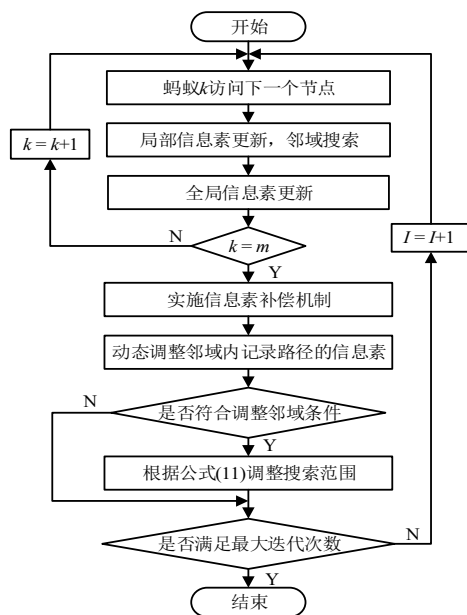 开始
蚂蚁k访问下一个节点
局部信息素更新，邻域搜索
k = k+1
全局信息素更新
I = I+1
N
k = m
Y
实施信息素补偿机制
动态调整邻域内记录路径的信息素
N
是否符合调整邻域条件
Y
根据公式(11)调整搜索范围
N
是否满足最大迭代次数
Y
结束